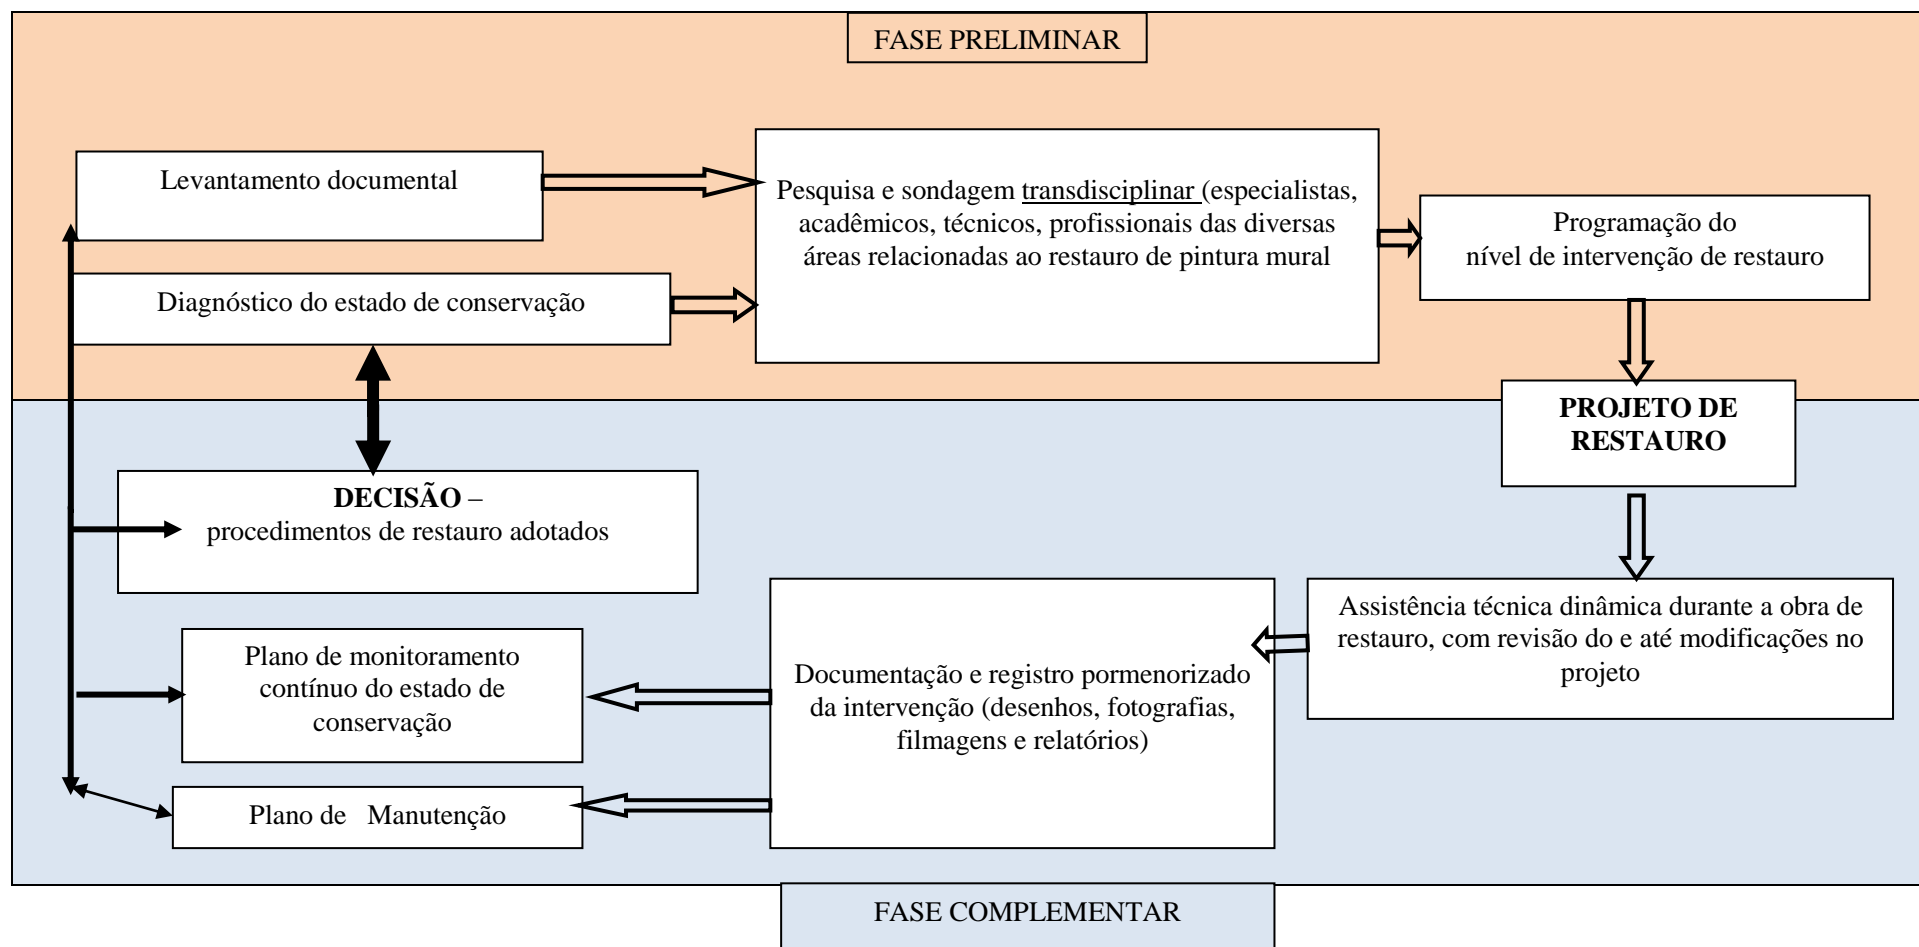 FASE PRELIMINAR
Levantamento documental
Diagnóstico do estado de conservação
Pesquisa e sondagem transdisciplinar (especialistas,
acadêmicos, técnicos, profissionais das diversas
áreas relacionadas ao restauro de pintura mural
Programação do
nível de intervenção de restauro
PROJETO DE
RESTAURO
DECISÃO –
procedimentos de restauro adotados
Assistência técnica dinâmica durante a obra de
restauro, com revisão do e até modificações no
projeto
Documentação e registro pormenorizado
da intervenção (desenhos, fotografias,
filmagens e relatórios)
Plano de monitoramento
contínuo do estado de
conservação
Plano de Manutenção
FASE COMPLEMENTAR